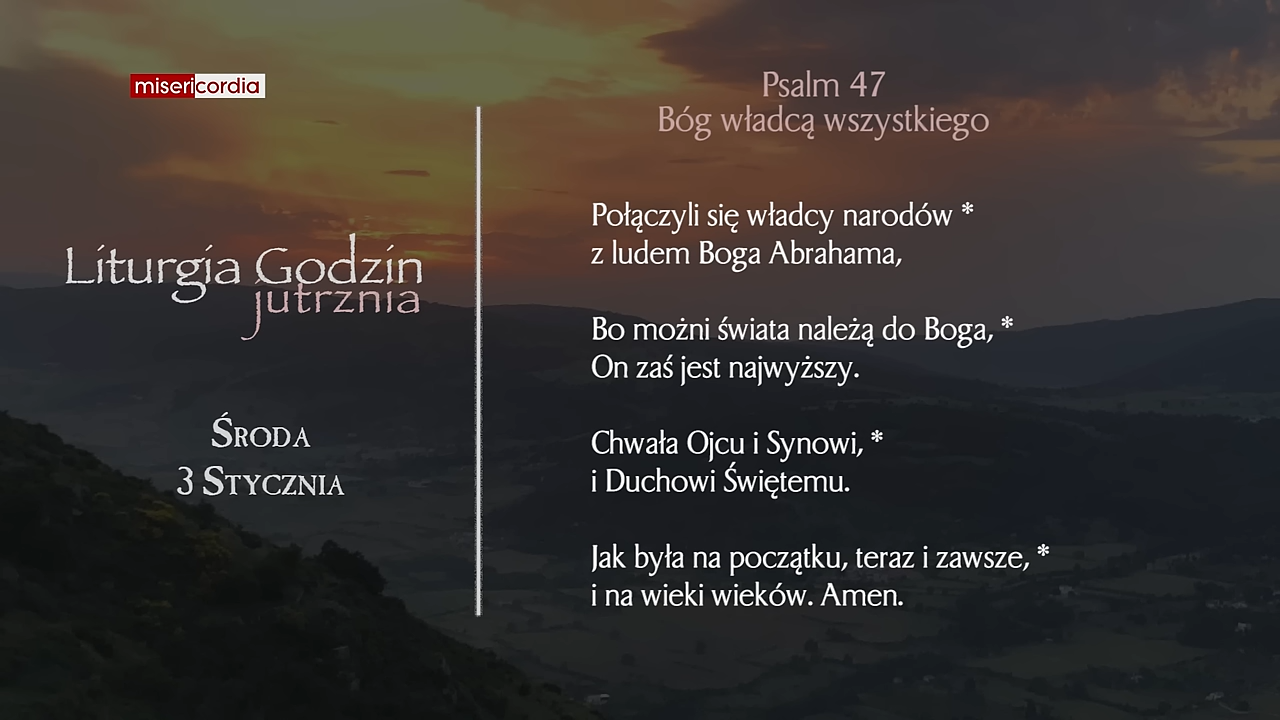 misericordia
Liturgia Godzin
jutrznia
Środa
3 Stycznia
Psalm 47
Bóg władcą wszystkiego
Połączyli się władcy narodów *
z ludem Boga Abrahama,
Bo możni świata należą do Boga, *
On zaś jest najwyższy.
Chwała Ojcu i Synowi, *
i Duchowi Świętemu.
Jak była na początku, teraz i zawsze, *
i na wieki wieków. Amen.